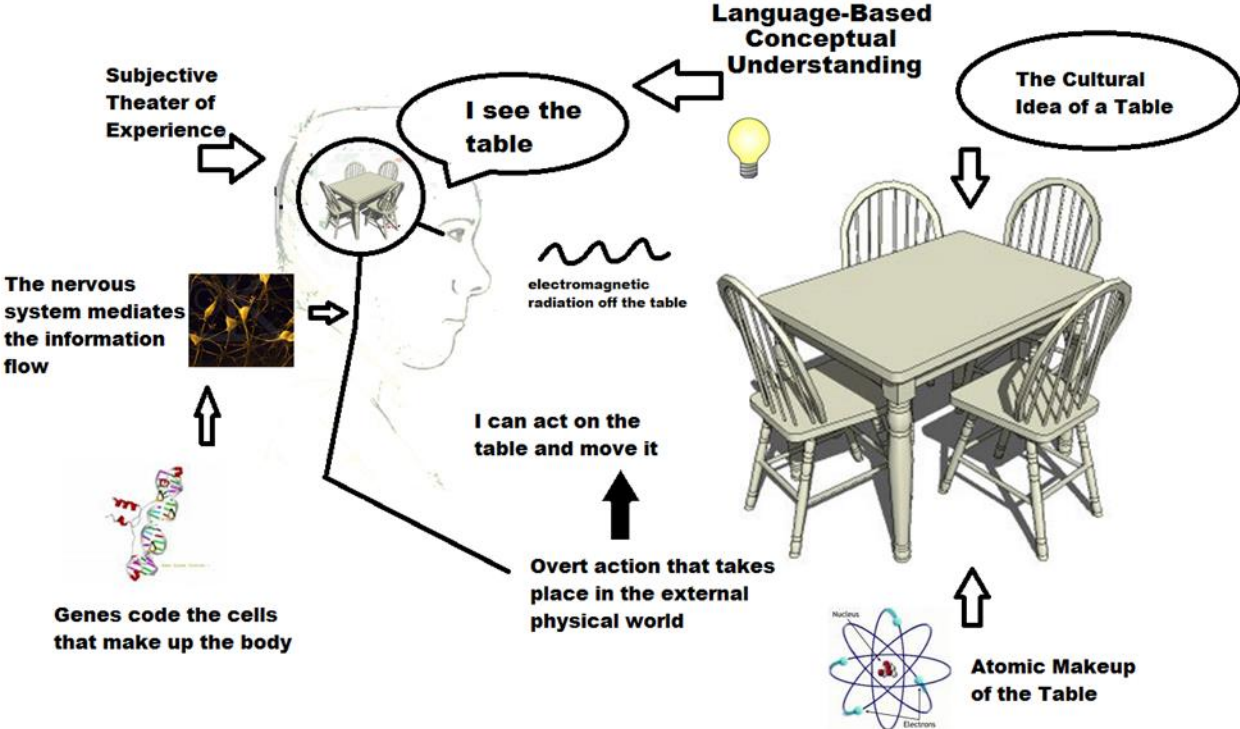 Language-Based
Conceptual
Understanding
The Cultural
Idea of a Table
Subjective
Theater of
Experience
I see the
table
electromagnetic
radiation off the table
The nervous
system mediates
the information
flow
I can act on the
table and move it
Overt action that takes
place in the external
physical world
Genes code the cells
that make up the body
Nucleus
Electrons
Atomic Makeup
of the Table